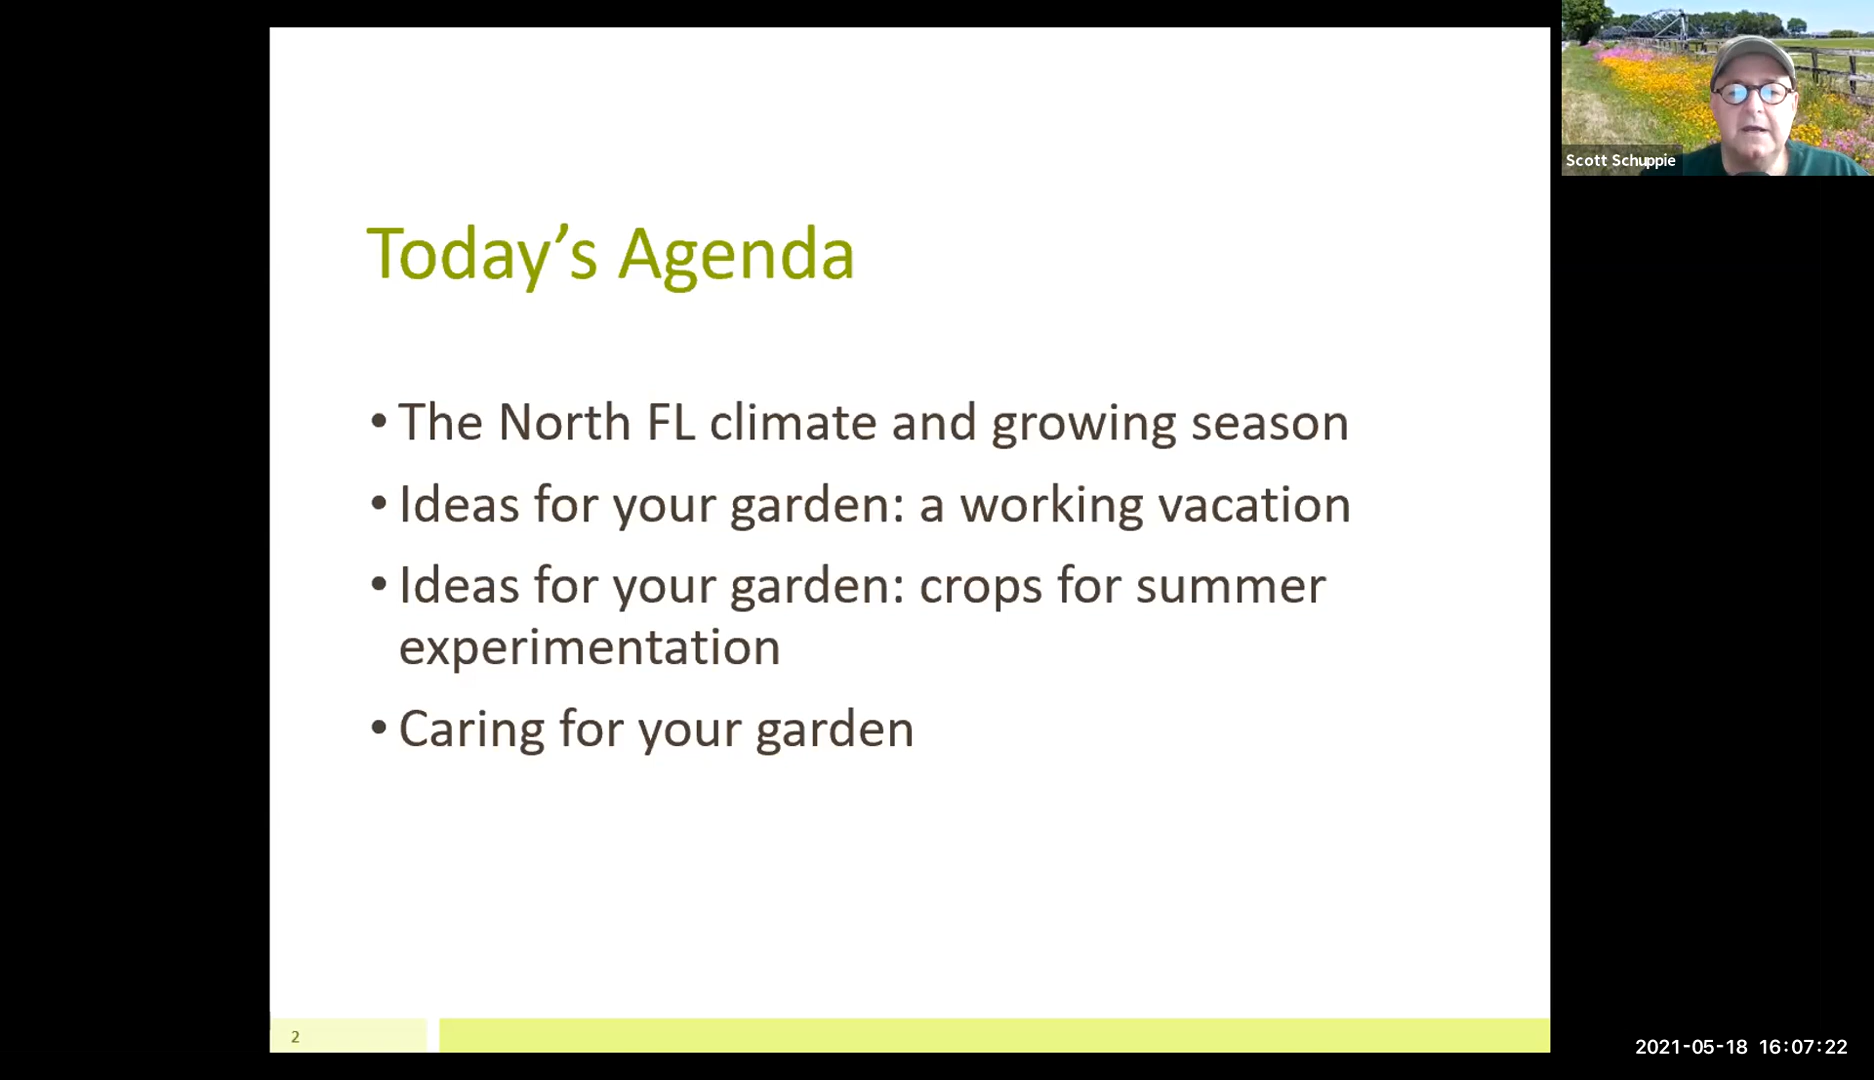 Today’s Agenda
• The North FL climate and growing season
• Ideas for your garden: a working vacation
• Ideas for your garden: crops for summer
experimentation
• Caring for your garden
2
Scott Schuppie
2021-05-18 16:07:22